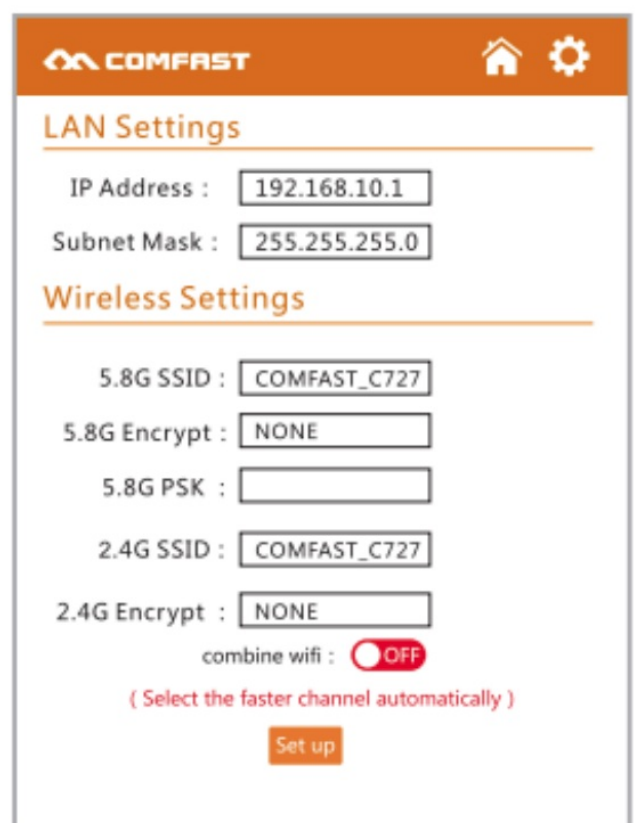 COMFAST
LAN Settings
IP Address : 192.168.10.1
Subnet Mask : 255.255.255.0
Wireless Settings
5.8G SSID : COMFAST_C727
5.8G Encrypt : NONE
5.8G PSK :
2.4G SSID : COMFAST_C727
2.4G Encrypt : NONE
combine wifi : OFF
( Select the faster channel automatically )
Set up